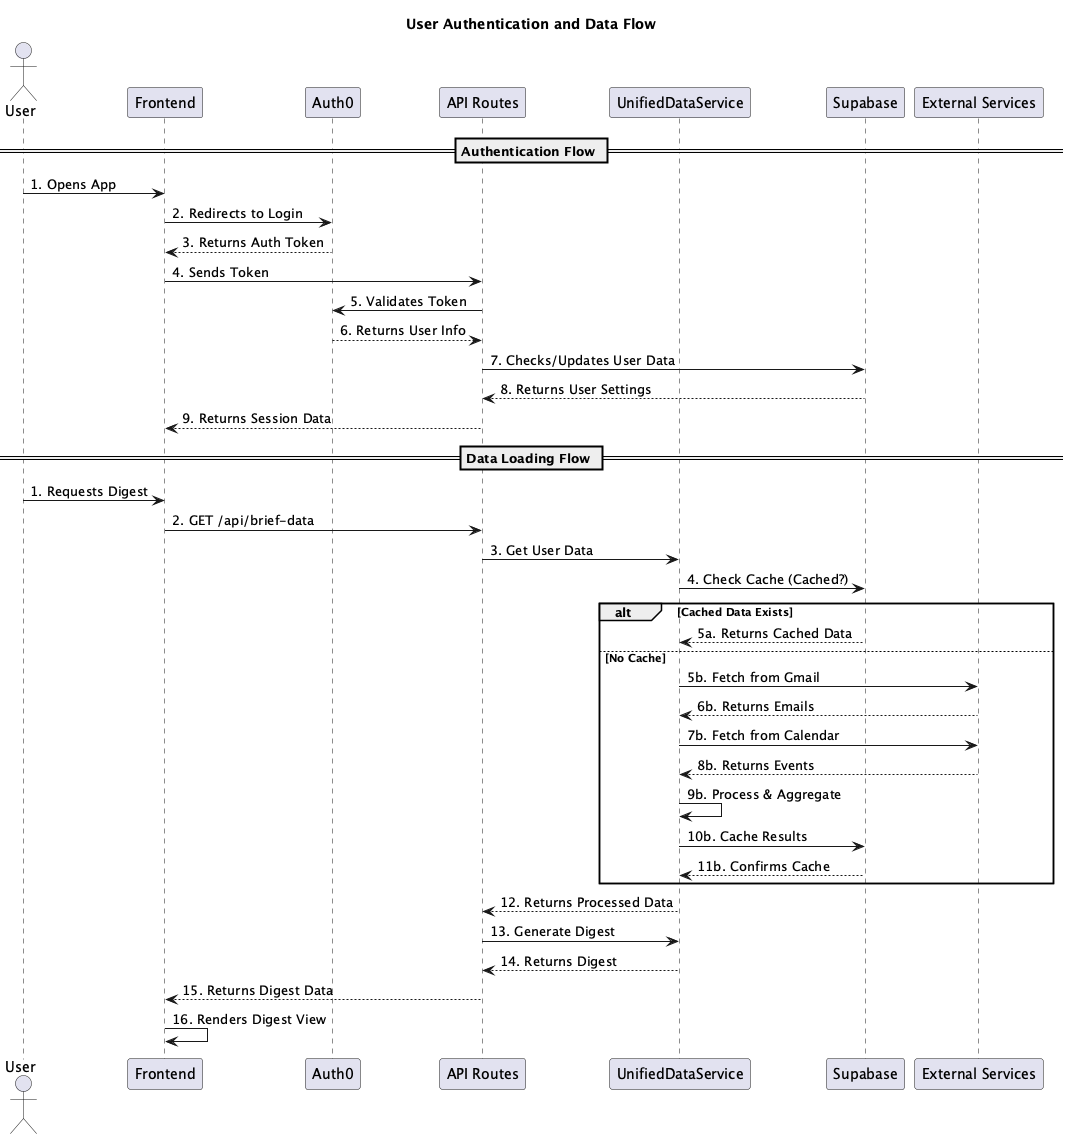 User Authentication and Data Flow
User
Frontend
Auth0
API Routes
UnifiedDataService
Supabase
External Services
Authentication Flow
1. Opens App
2. Redirects to Login
3. Returns Auth Token
4. Sends Token
5. Validates Token
6. Returns User Info
7. Checks/Updates User Data
8. Returns User Settings
9. Returns Session Data
Data Loading Flow
1. Requests Digest
2. GET /api/brief-data
3. Get User Data
4. Check Cache (Cached?)
alt
[Cached Data Exists]
5a. Returns Cached Data
[No Cache]
5b. Fetch from Gmail
6b. Returns Emails
7b. Fetch from Calendar
8b. Returns Events
9b. Process & Aggregate
10b. Cache Results
11b. Confirms Cache
12. Returns Processed Data
13. Generate Digest
14. Returns Digest
15. Returns Digest Data
16. Renders Digest View
User
Frontend
Auth0
API Routes
UnifiedDataService
Supabase
External Services